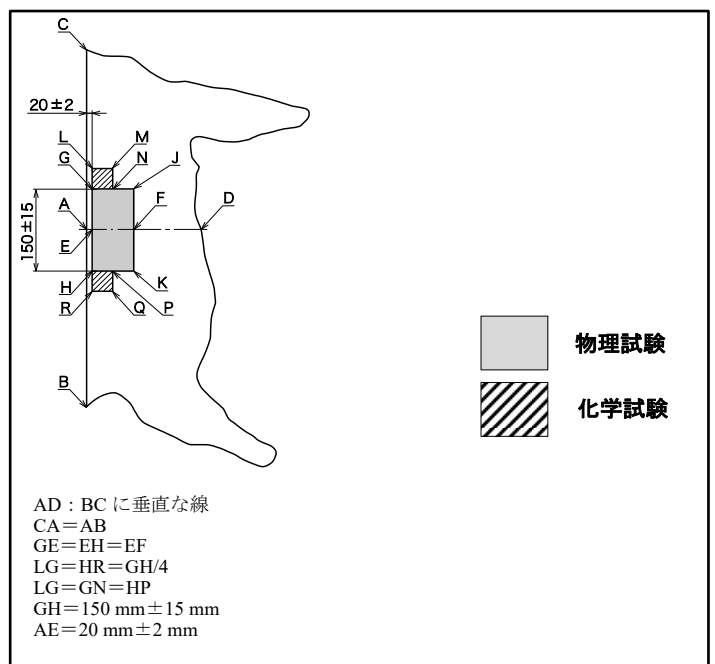 C
20±2
L M
G N J
A F D
150±15
E
H K
R Q P
B
物理試験
化学試験
AD：BC に垂直な線
CA＝AB
GE＝EH＝EF
LG＝HR＝GH/4
LG＝GN＝HP
GH＝150 mm±15 mm
AE＝20 mm±2 mm